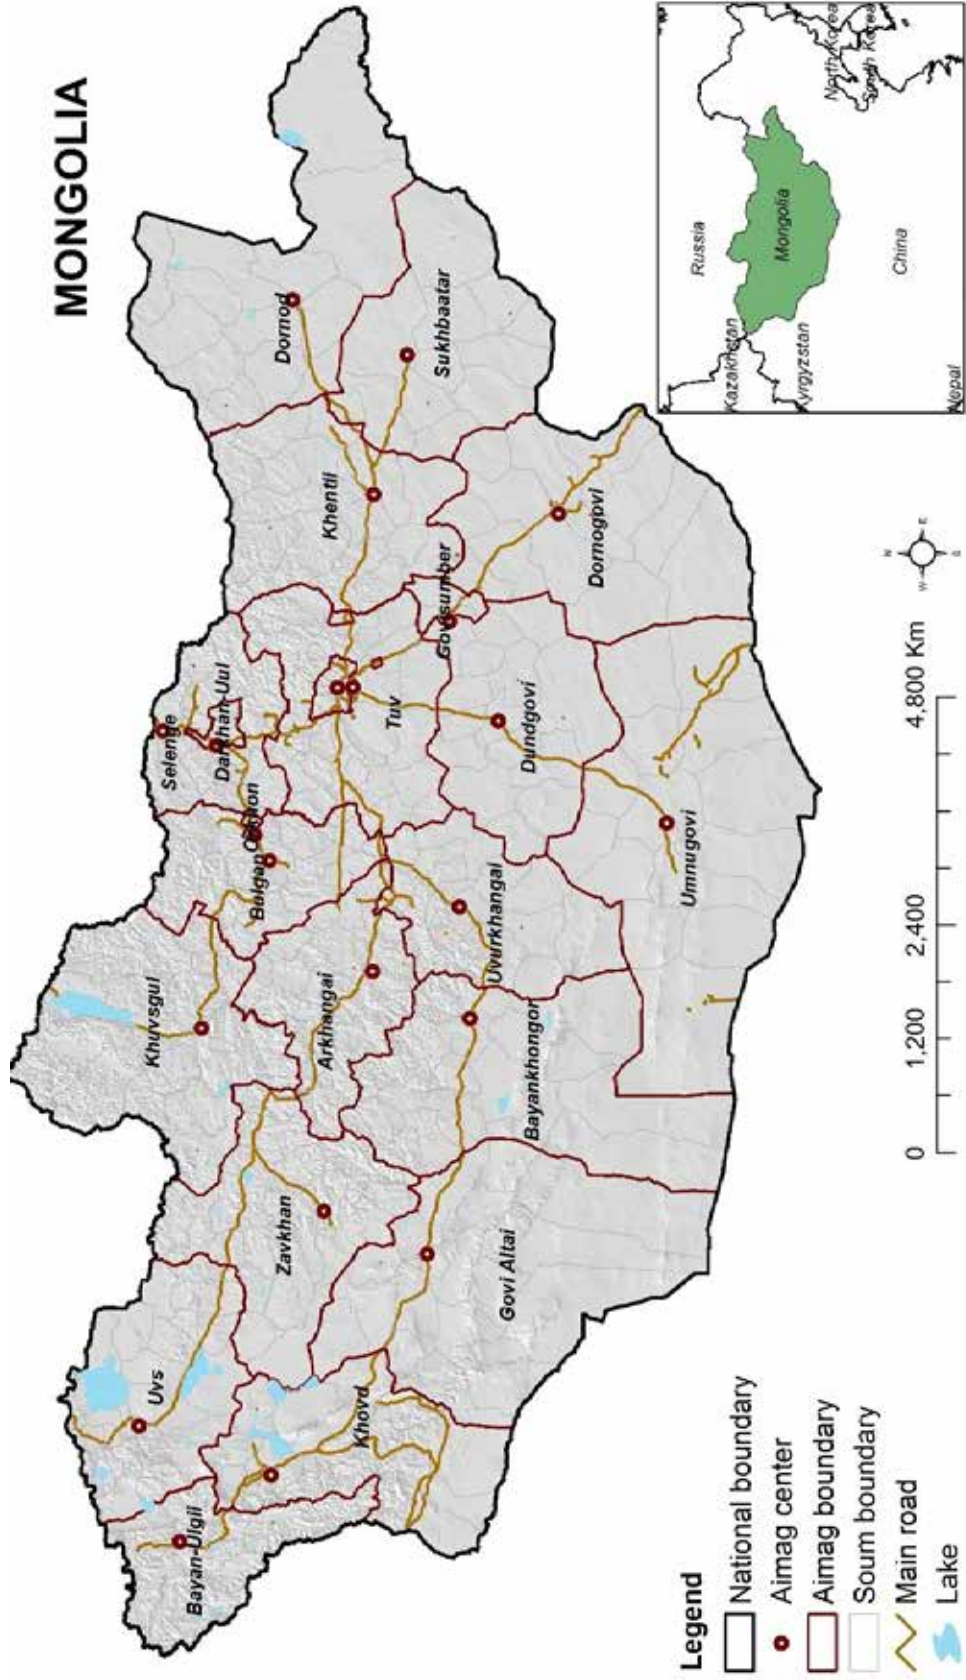 MONGOLIA
Khuvsgul
Uvs
Bayan-Ulgii
Selenge
Darkhan-Uul
Orkhon
Bulgan
Dornod
Khentii
Zavkhan
Arkhangai
Khovd
Tuv
Sukhbaatar
Govisumber
Uvurkhangai
Govi Altai
Bayankhongor
Dundgovi
Dornogovi
Umnugovi
Legend
National boundary
Aimag center
Aimag boundary
Soum boundary
Main road
Lake
0 1,200 2,400 4,800 Km
N
W E
S
Russia
Kazakhstan
Mongolia
Kyrgyzstan
North Korea
South Korea
China
Nepal